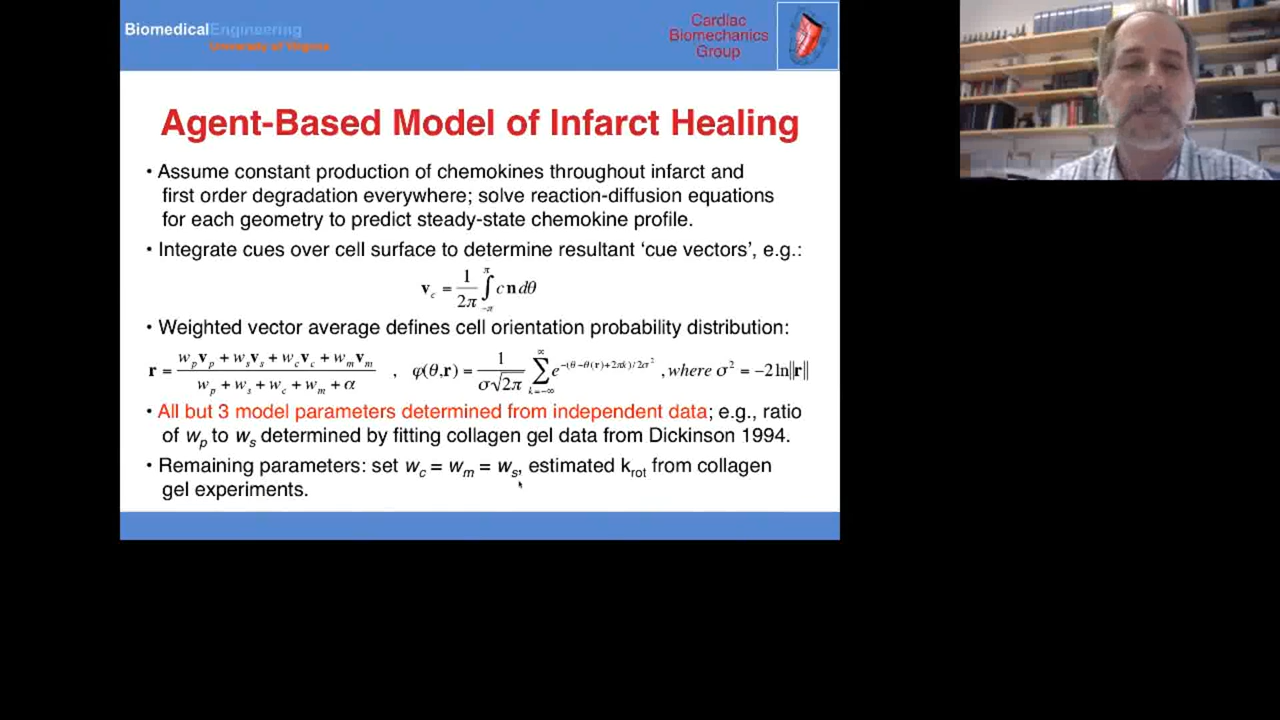 BiomedicalEngineering
University of Virginia
Cardiac
Biomechanics
Group
Agent-Based Model of Infarct Healing
• Assume constant production of chemokines throughout infarct and
first order degradation everywhere; solve reaction-diffusion equations
for each geometry to predict steady-state chemokine profile.
• Integrate cues over cell surface to determine resultant ‘cue vectors’, e.g.:
v_c = 1/2π ∫_{-π}^{π} c n dθ
• Weighted vector average defines cell orientation probability distribution:
r = (w_p v_p + w_s v_s + w_c v_c + w_m v_m)/(w_p + w_s + w_c + w_m + α) , φ(θ,r) = 1/(σ√2π) ∑_{k=-∞}^{∞} e^{-(θ-θ(r)+2πk)/2σ²} , where σ² = -2 ln||r||
• All but 3 model parameters determined from independent data; e.g., ratio
of w_p to w_s determined by fitting collagen gel data from Dickinson 1994.
• Remaining parameters: set w_c = w_m = w_s, estimated k_rot from collagen
gel experiments.